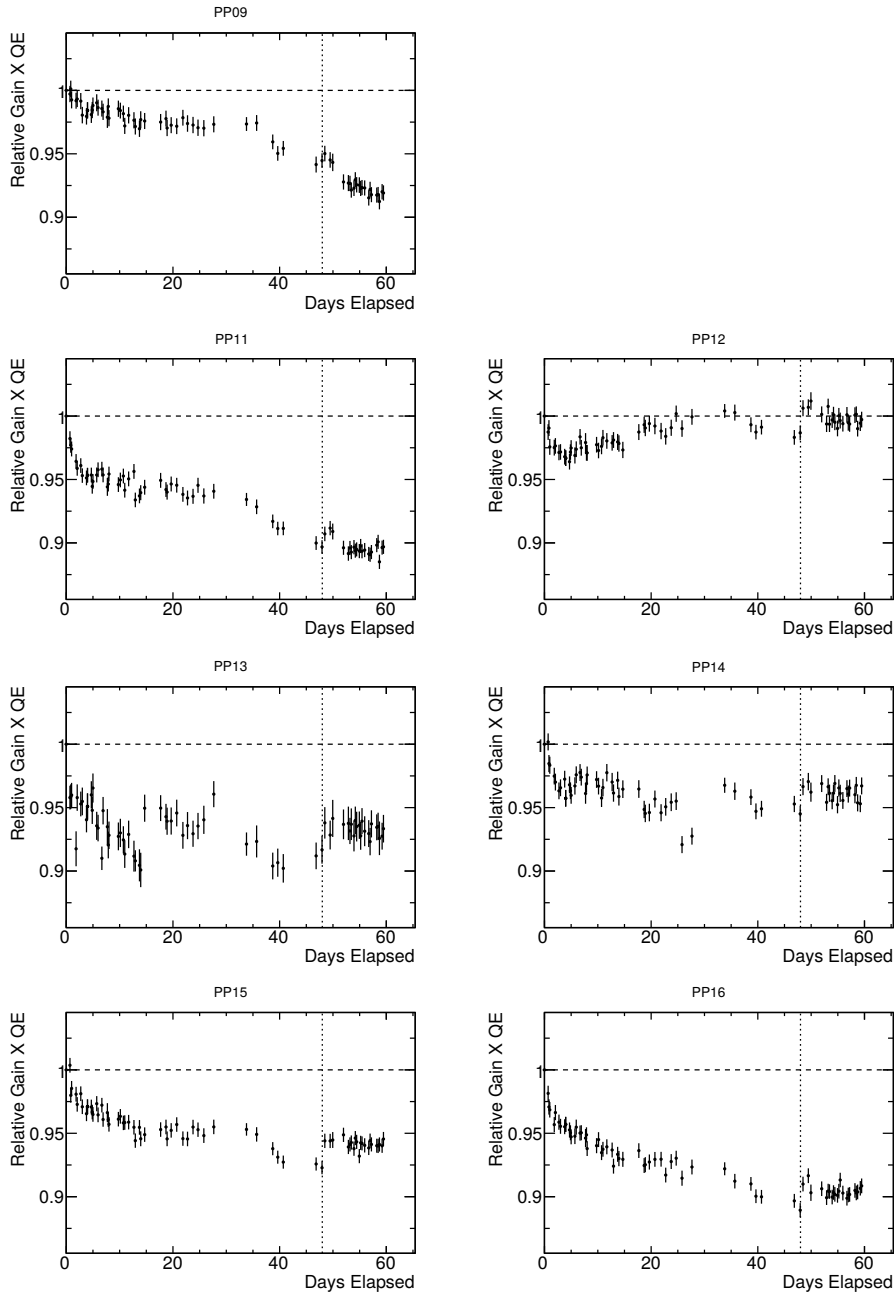 PP09
Relative Gain X QE
1
0.95
0.9
0 20 40 60
Days Elapsed
PP11
Relative Gain X QE
1
0.95
0.9
0 20 40 60
Days Elapsed
PP12
Relative Gain X QE
1
0.95
0.9
0 20 40 60
Days Elapsed
PP13
Relative Gain X QE
1
0.95
0.9
0 20 40 60
Days Elapsed
PP14
Relative Gain X QE
1
0.95
0.9
0 20 40 60
Days Elapsed
PP15
Relative Gain X QE
1
0.95
0.9
0 20 40 60
Days Elapsed
PP16
Relative Gain X QE
1
0.95
0.9
0 20 40 60
Days Elapsed